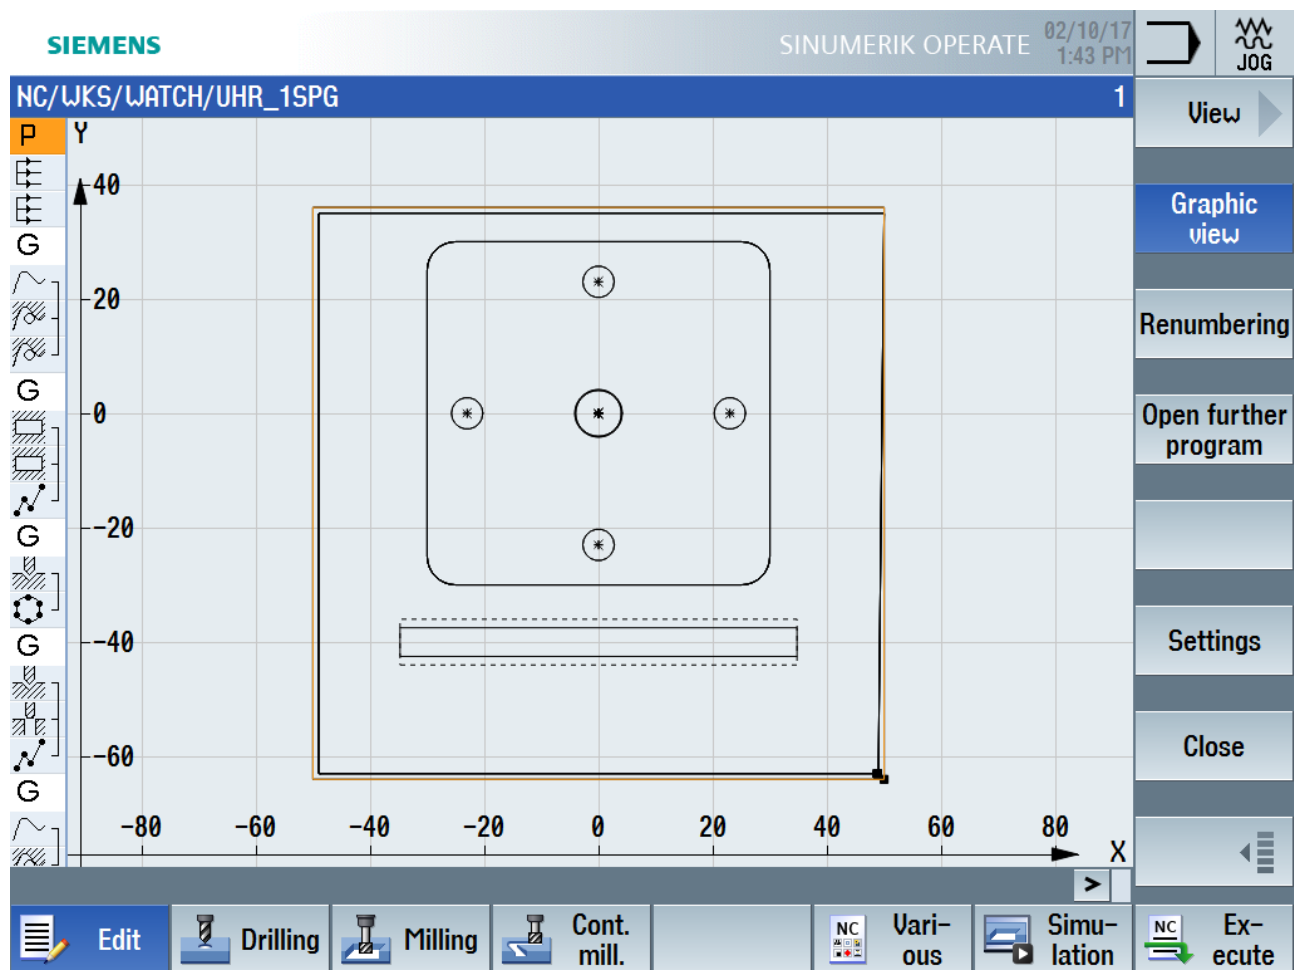 SIEMENS
SINUMERIK OPERATE
02/10/17
1:43 PM
JOG
NC/WKS/WATCH/UHR_1SPG
1
View
P
Y
40
Graphic
view
G
20
Renumbering
G
0
Open further
program
-20
G
-40
G
Settings
-60
Close
G
-80
-60
-40
-20
0
20
40
60
80
X
>
Edit
Drilling
Milling
Cont.
mill.
NC
Vari-
ous
Simu-
lation
NC
Ex-
ecute